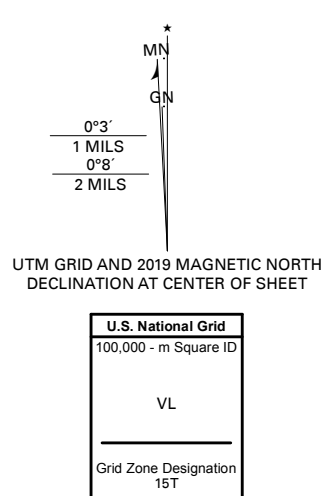 ★
MN
GN
0°3´
1 MILS
0°8´
2 MILS
UTM GRID AND 2019 MAGNETIC NORTH
DECLINATION AT CENTER OF SHEET
U.S. National Grid
100,000 - m Square ID
VL
Grid Zone Designation
15T